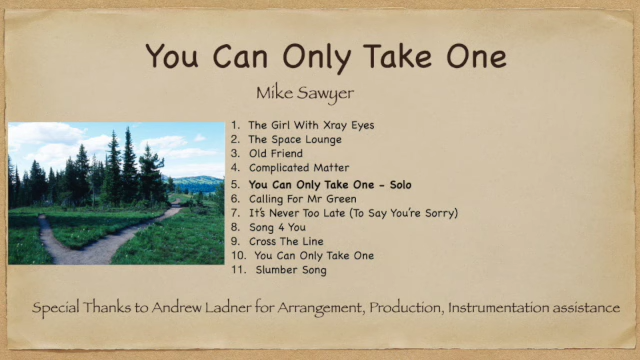 You Can Only Take One
Mike Sawyer
1. The Girl With Xray Eyes
2. The Space Lounge
3. Old Friend
4. Complicated Matter
5. You Can Only Take One - Solo
6. Calling For Mr Green
7. It's Never Too Late (To Say You're Sorry)
8. Song 4 You
9. Cross The Line
10. You Can Only Take One
11. Slumber Song
Special Thanks to Andrew Ladner for Arrangement, Production, Instrumentation assistance